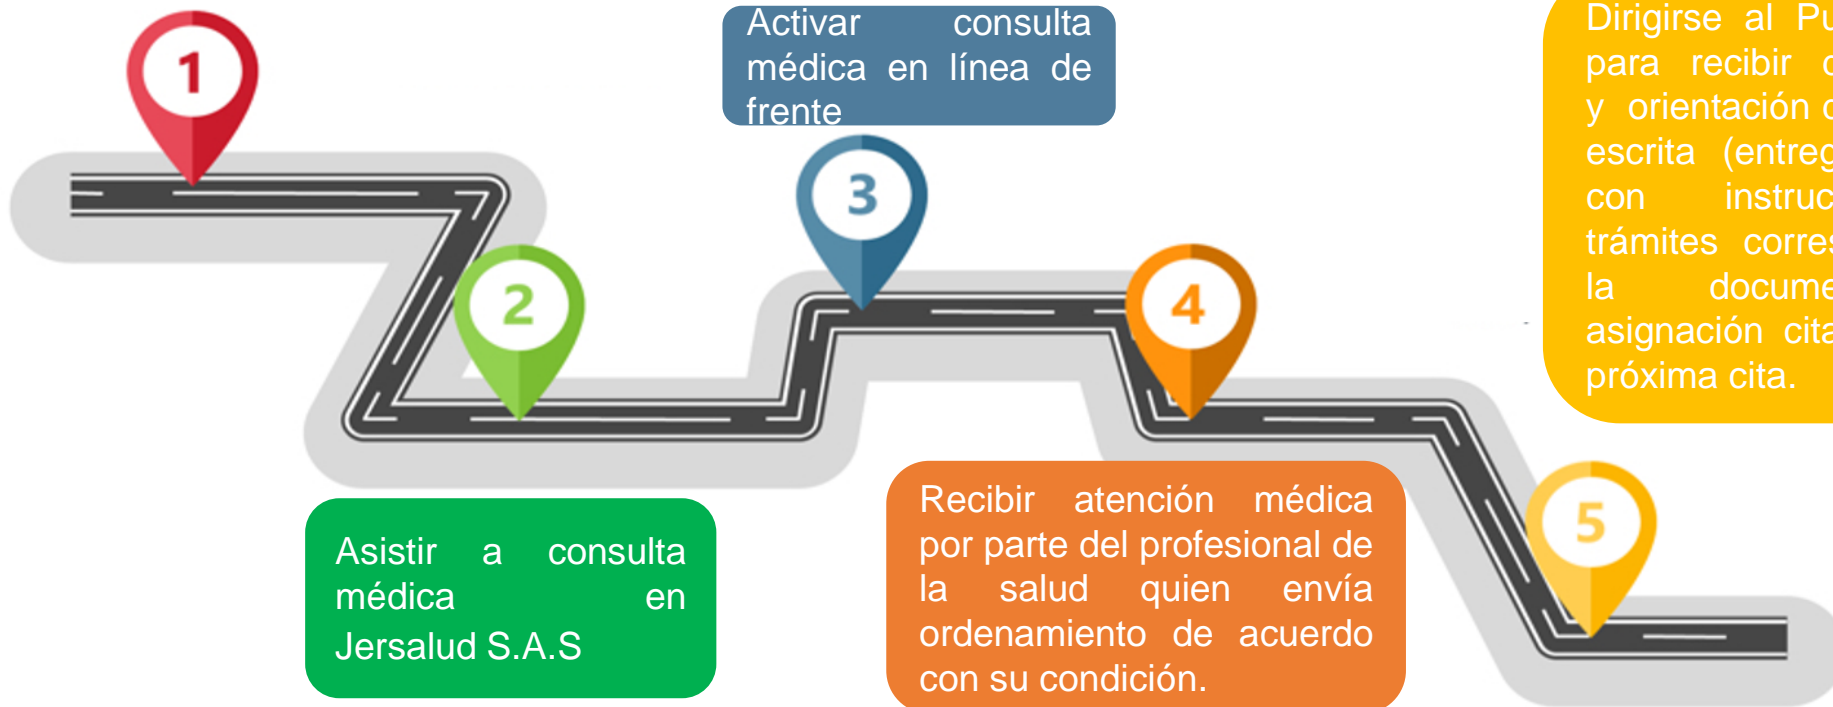 1
Activar consulta
médica en línea de
frente
3
2
4
Asistir a consulta
médica en
Jersalud S.A.S
Recibir atención médica
por parte del profesional de
la salud quien envía
ordenamiento de acuerdo
con su condición.
Dirigirse al
para recibir
y orientación
escrita
con
trámites
la
asignación
próxima cita.
5